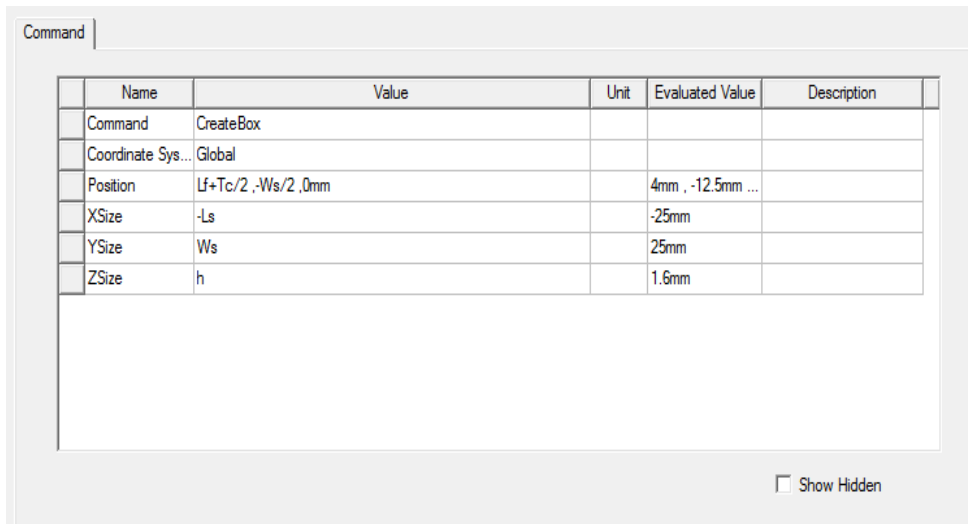 Command
Name Value Unit Evaluated Value Description
Command CreateBox
Coordinate Sys... Global
Position Lf+Tc/2 ,-Ws/2 ,0mm 4mm , -12.5mm ...
XSize -Ls -25mm
YSize Ws 25mm
ZSize h 1.6mm
Show Hidden